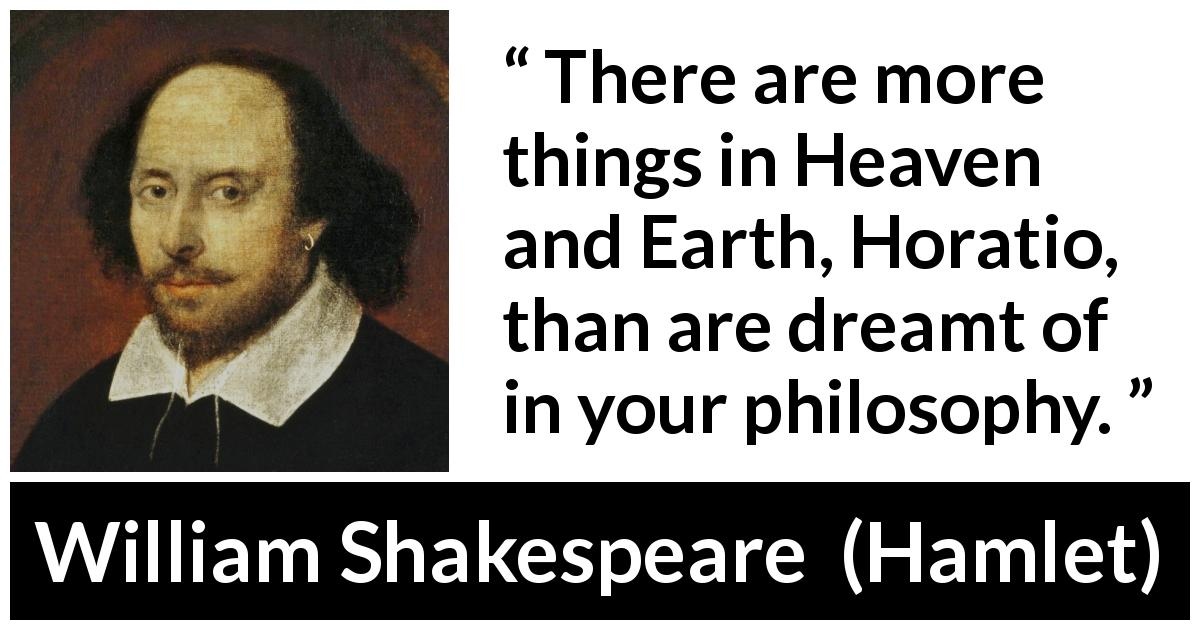 “ There are more
things in Heaven
and Earth, Horatio,
than are dreamt of
in your philosophy. ”
William Shakespeare (Hamlet)